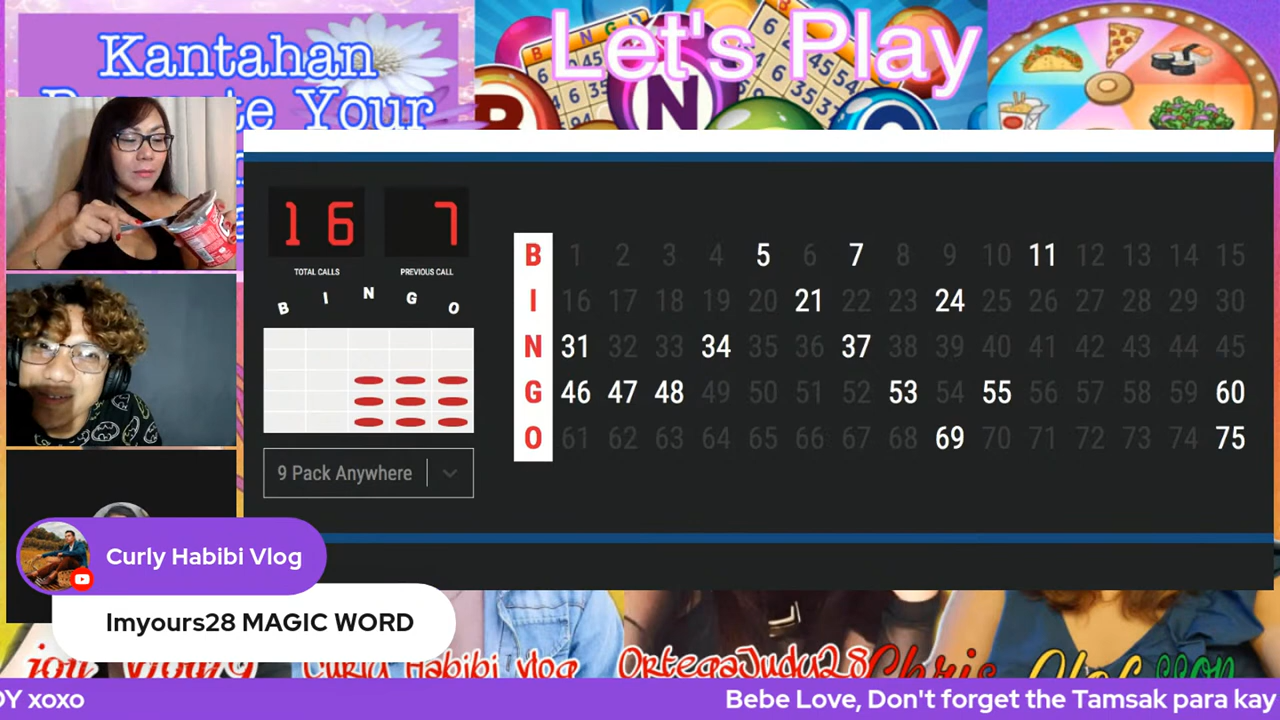 Kantahan
Let's Play
B
N
O
16
7
TOTAL CALLS
PREVIOUS CALL
B I N G O
9 Pack Anywhere
B 1 2 3 4 5 6 7 8 9 10 11 12 13 14 15
I 16 17 18 19 20 21 22 23 24 25 26 27 28 29 30
N 31 32 33 34 35 36 37 38 39 40 41 42 43 44 45
G 46 47 48 49 50 51 52 53 54 55 56 57 58 59 60
O 61 62 63 64 65 66 67 68 69 70 71 72 73 74 75
Curly Habibi Vlog
Imyours28 MAGIC WORD
Curly Habibi vlog
OrtegaJudy28
Chris
OY xoxo
Bebe Love, Don't forget the Tamsak para kay